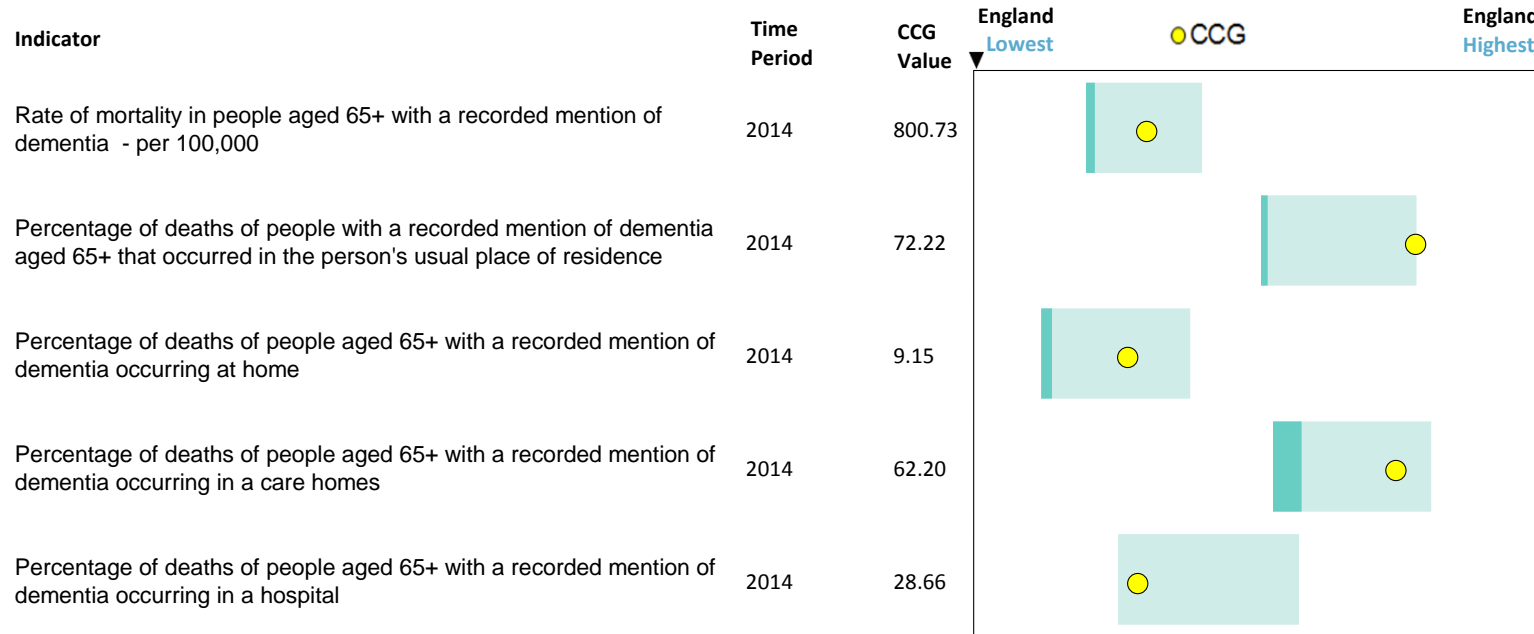 Indicator
Time Period
CCG Value
England Lowest
CCG
England Highest
Rate of mortality in people aged 65+ with a recorded mention of
dementia - per 100,000
2014
800.73
Percentage of deaths of people with a recorded mention of dementia
aged 65+ that occurred in the person's usual place of residence
2014
72.22
Percentage of deaths of people aged 65+ with a recorded mention of
dementia occurring at home
2014
9.15
Percentage of deaths of people aged 65+ with a recorded mention of
dementia occurring in a care homes
2014
62.20
Percentage of deaths of people aged 65+ with a recorded mention of
dementia occurring in a hospital
2014
28.66